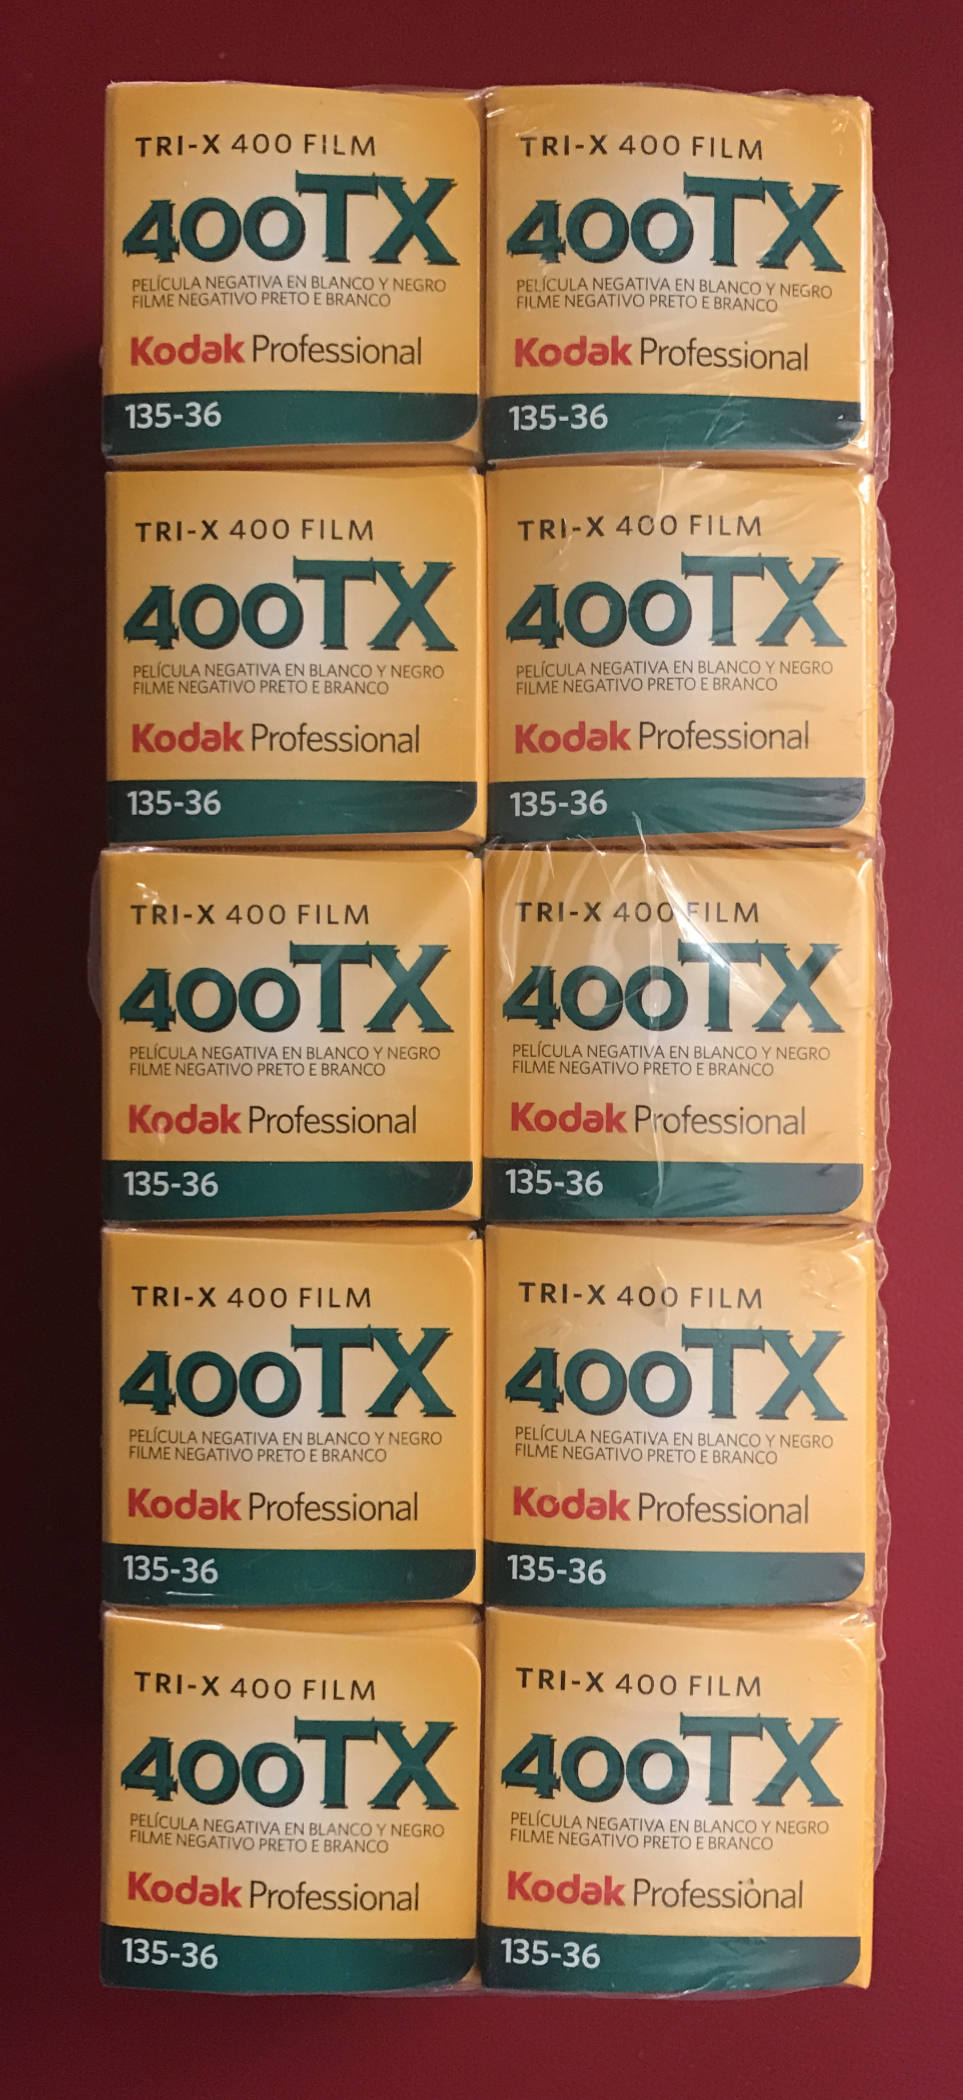 TRI-X 400 FILM
400TX
PELÍCULA NEGATIVA EN BLANCO Y NEGRO
FILME NEGATIVO PRETO E BRANCO
Kodak Professional
135-36
TRI-X 400 FILM
400TX
PELÍCULA NEGATIVA EN BLANCO Y NEGRO
FILME NEGATIVO PRETO E BRANCO
Kodak Professional
135-36
TRI-X 400 FILM
400TX
PELÍCULA NEGATIVA EN BLANCO Y NEGRO
FILME NEGATIVO PRETO E BRANCO
Kodak Professional
135-36
TRI-X 400 FILM
400TX
PELÍCULA NEGATIVA EN BLANCO Y NEGRO
FILME NEGATIVO PRETO E BRANCO
Kodak Professional
135-36
TRI-X 400 FILM
400TX
PELÍCULA NEGATIVA EN BLANCO Y NEGRO
FILME NEGATIVO PRETO E BRANCO
Kodak Professional
135-36
TRI-X 400 FILM
400TX
PELÍCULA NEGATIVA EN BLANCO Y NEGRO
FILME NEGATIVO PRETO E BRANCO
Kodak Professional
135-36
TRI-X 400 FILM
400TX
PELÍCULA NEGATIVA EN BLANCO Y NEGRO
FILME NEGATIVO PRETO E BRANCO
Kodak Professional
135-36
TRI-X 400 FILM
400TX
PELÍCULA NEGATIVA EN BLANCO Y NEGRO
FILME NEGATIVO PRETO E BRANCO
Kodak Professional
135-36
TRI-X 400 FILM
400TX
PELÍCULA NEGATIVA EN BLANCO Y NEGRO
FILME NEGATIVO PRETO E BRANCO
Kodak Professional
135-36
TRI-X 400 FILM
400TX
PELÍCULA NEGATIVA EN BLANCO Y NEGRO
FILME NEGATIVO PRETO E BRANCO
Kodak Professional
135-36